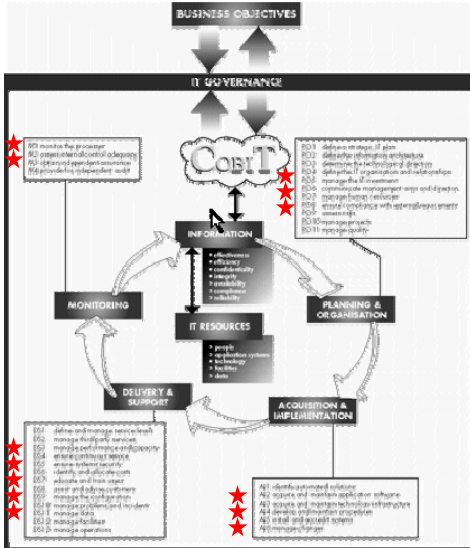 BUSINESS OBJECTIVES
IT GOVERNANCE
COBIT
M1 monitor the processes
M2 assess internal control adequacy
M3 obtain independent assurance
M4 provide for independent audit
PO1 define a strategic IT plan
PO2 define the information architecture
PO3 determine the technological direction
PO4 define the IT organisation and relationships
PO5 manage the IT investment
PO6 communicate management aims and direction
PO7 manage human resources
PO8 ensure compliance with external requirements
PO9 assess risks
PO10 manage projects
PO11 manage quality
INFORMATION
effectiveness
efficiency
confidentiality
integrity
availability
compliance
reliability
MONITORING
PLANNING &
ORGANISATION
IT RESOURCES
people
application systems
technology
facilities
data
DELIVERY &
SUPPORT
ACQUISITION &
IMPLEMENTATION
DS1 define and manage service levels
DS2 manage third party services
DS3 manage performance and capacity
DS4 ensure continuous service
DS5 ensure systems security
DS6 identify and allocate costs
DS7 educate and train users
DS8 assist and advise customers
DS9 manage the configuration
DS10 manage problems and incidents
DS11 manage data
DS12 manage facilities
DS13 manage operations
AI1 identify automated solutions
AI2 acquire and maintain application software
AI3 acquire and maintain technology infrastructure
AI4 develop and maintain procedures
AI5 install and accredit systems
AI6 manage changes